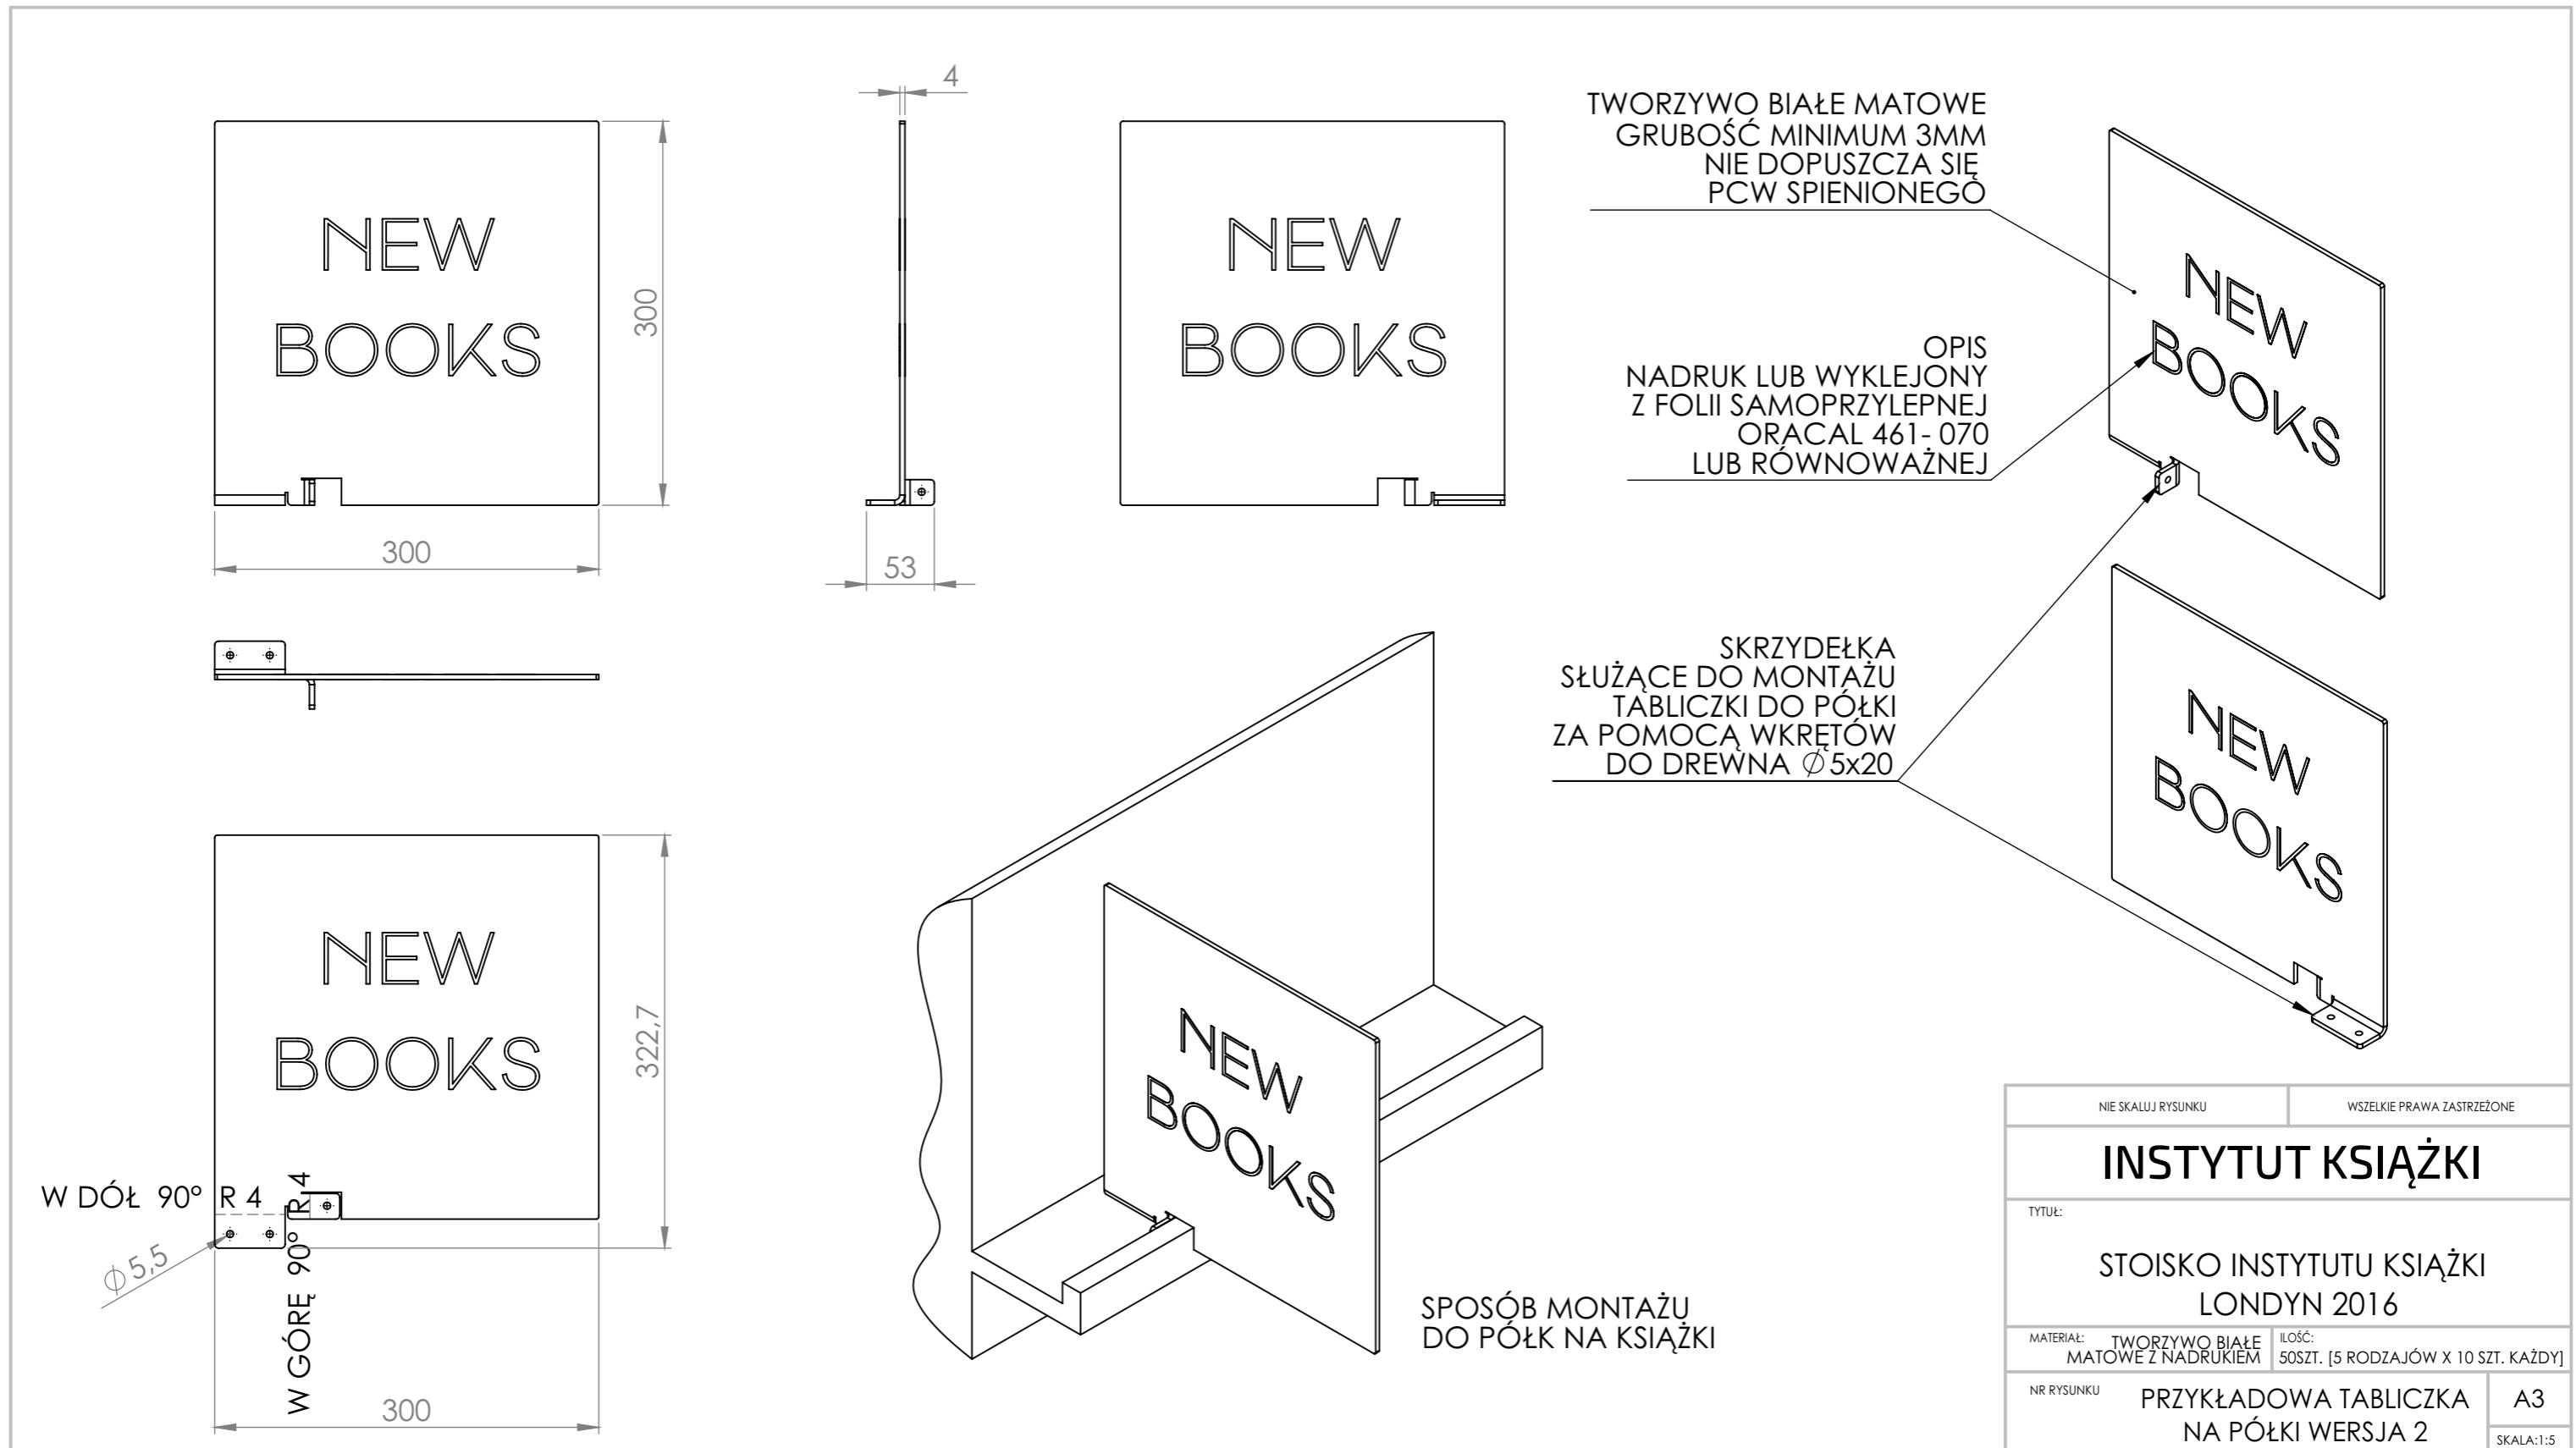 4
NEW
BOOKS
300
300
53
NEW
BOOKS
TWORZYWO BIAŁE MATOWE
GRUBOŚĆ MINIMUM 3MM
NIE DOPUSZCZA SIĘ
PCW SPIENIONEGO
NEW
BOOKS
OPIS
NADRUK LUB WYKLEJONY
Z FOLII SAMOPRZYLEPNEJ
ORACAL 461- 070
LUB RÓWNOWAŻNEJ
SKRZYDEŁKA
SŁUŻĄCE DO MONTAŻU
TABLICZKI DO PÓŁKI
ZA POMOCĄ WKRĘTÓW
DO DREWNA ∅5x20
NEW
BOOKS
NEW
BOOKS
322,7
W DÓŁ 90° R 4
W GÓRĘ 90° R 4
∅5,5
300
NEW
BOOKS
SPOSÓB MONTAŻU
DO PÓŁK NA KSIĄŻKI
NIE SKALUJ RYSUNKU
WSZELKIE PRAWA ZASTRZEŻONE
INSTYTUT KSIĄŻKI
TYTUŁ:
STOISKO INSTYTUTU KSIĄŻKI
LONDYN 2016
MATERIAŁ: TWORZYWO BIAŁE
MATOWE Z NADRUKIEM
ILOŚĆ:
50SZT. [5 RODZAJÓW X 10 SZT. KAŻDY]
NR RYSUNKU
PRZYKŁADOWA TABLICZKA
NA PÓŁKI WERSJA 2
A3
SKALA:1:5